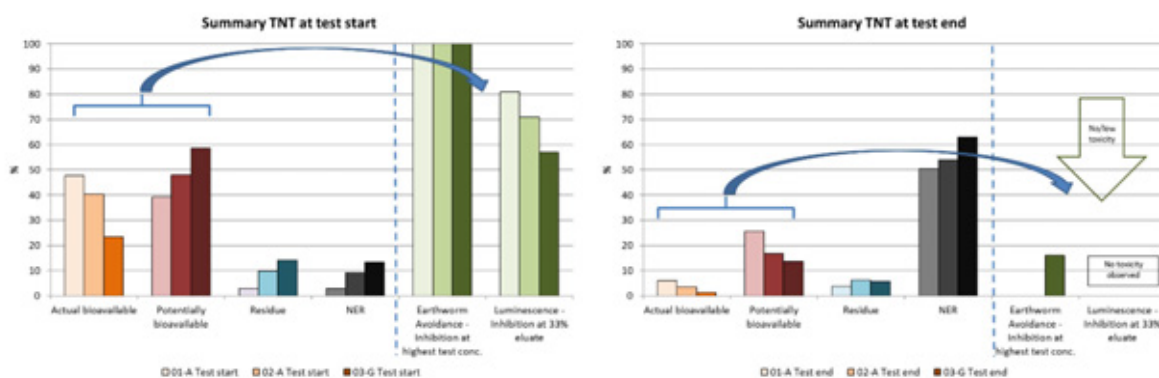 Summary TNT at test start
100
90
80
70
60
50
40
30
20
10
0
%
Actual bioavailable
Potentially
bioavailable
Residue
NER
Earthworm
Avoidance -
Inhibition at
highest test conc.
Luminescence -
Inhibition at 33%
eluate
01-A Test start
02-A Test start
03-G Test start
Summary TNT at test end
100
90
80
70
60
50
40
30
20
10
0
%
No/few
toxicity
No toxicity
observed
Actual bioavailable
Potentially
bioavailable
Residue
NER
Earthworm
Avoidance -
Inhibition at
highest test conc.
Luminescence -
Inhibition at 33%
eluate
01-A Test end
02-A Test end
03-G Test end